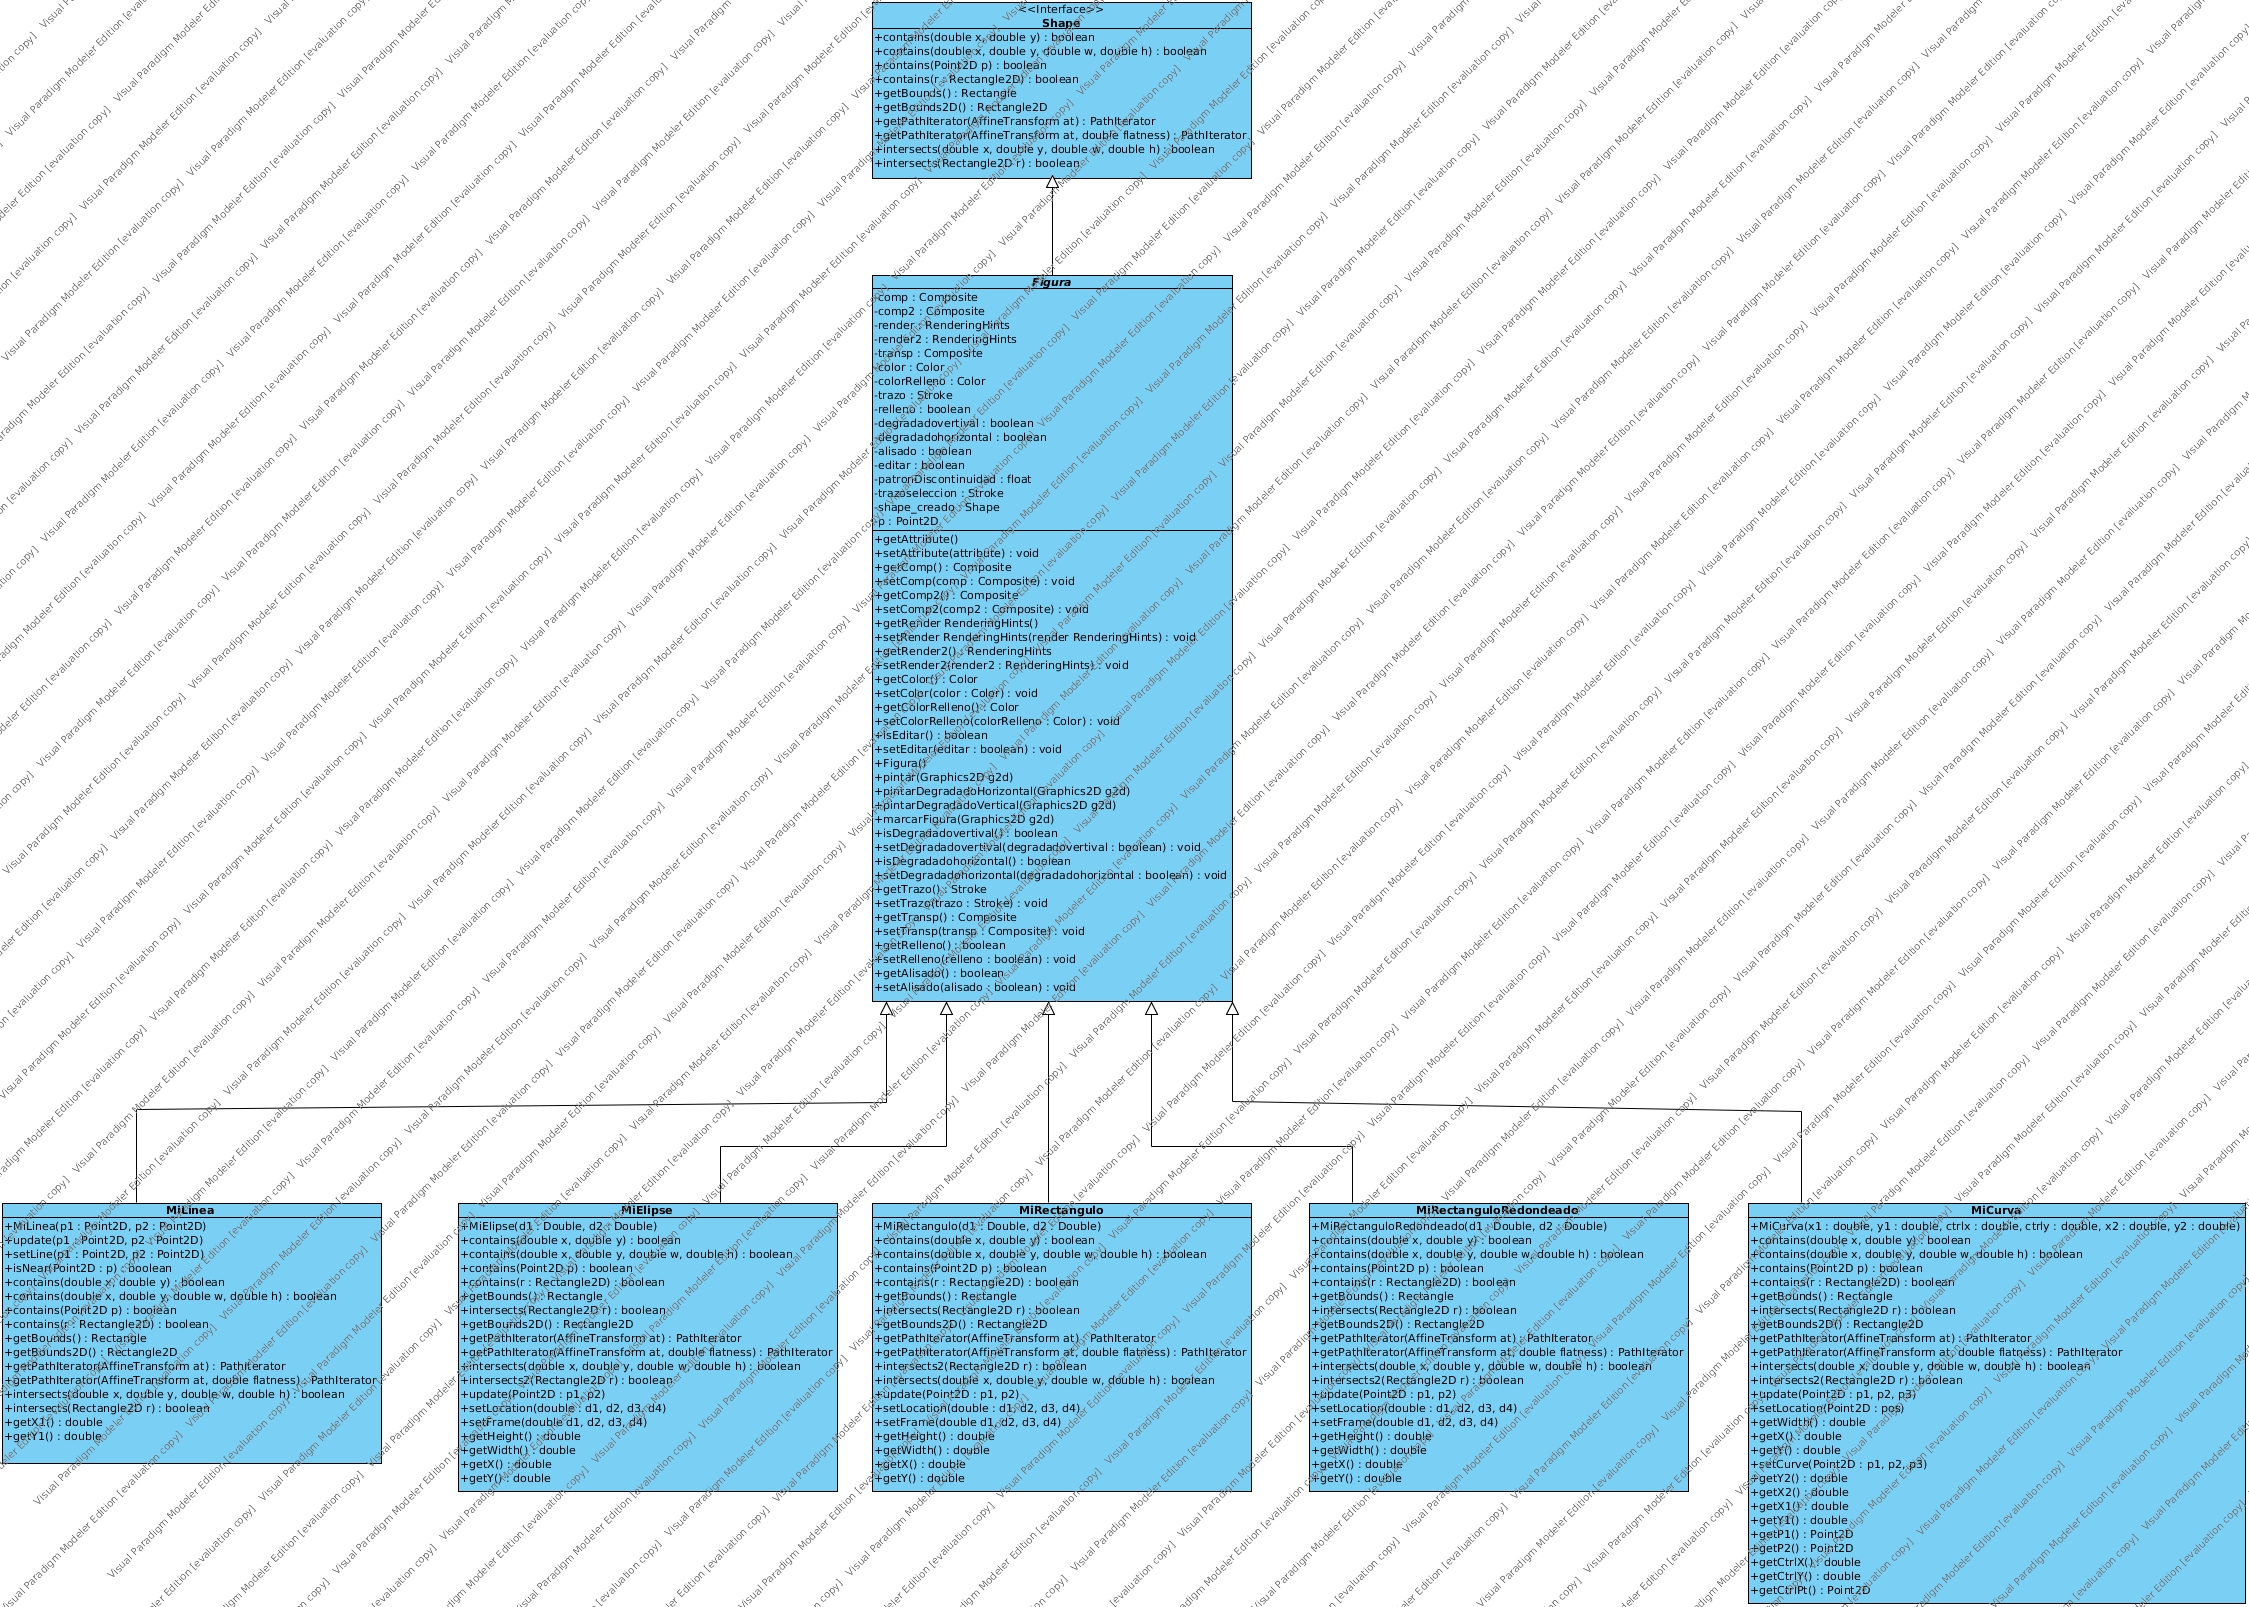 <<Interface>>
Shape
+contains(double x, double y) : boolean
+contains(double x, double y, double w, double h) : boolean
+contains(Point2D p) : boolean
+contains(r : Rectangle2D) : boolean
+getBounds() : Rectangle
+getBounds2D() : Rectangle2D
+getPathIterator(AffineTransform at) : PathIterator
+getPathIterator(AffineTransform at, double flatness) : PathIterator
+intersects(double x, double y, double w, double h) : boolean
+intersects(Rectangle2D r) : boolean
Figura
-comp : Composite
-comp2 : Composite
-render : RenderingHints
-render2 : RenderingHints
-transp : Composite
-color : Color
-colorRelleno : Color
-trazo : Stroke
-relleno : boolean
-degradadovertival : boolean
-degradadohorizontal : boolean
-alisado : boolean
-editar : boolean
-patronDiscontinuidad : float
-trazoseleccion : Stroke
-shape_creado : Shape
-p : Point2D
+getAttribute()
+setAttribute(attribute) : void
+getComp() : Composite
+setComp(comp : Composite) : void
+getComp2() : Composite
+setComp2(comp2 : Composite) : void
+getRender RenderingHints()
+setRender RenderingHints(render RenderingHints) : void
+getRender2() : RenderingHints
+setRender2(render2 : RenderingHints) : void
+getColor() : Color
+setColor(color : Color) : void
+getColorRelleno() : Color
+setColorRelleno(colorRelleno : Color) : void
+isEditar() : boolean
+setEditar(editar : boolean) : void
+Figura()
+pintar(Graphics2D g2d)
+pintarDegradadoHorizontal(Graphics2D g2d)
+pintarDegradadoVertical(Graphics2D g2d)
+marcarFigura(Graphics2D g2d)
+isDegradadovertival() : boolean
+setDegradadovertival(degradadovertival : boolean) : void
+isDegradadohorizontal() : boolean
+setDegradadohorizontal(degradadohorizontal : boolean) : void
+getTrazo() : Stroke
+setTrazo(trazo : Stroke) : void
+getTransp() : Composite
+setTransp(transp : Composite) : void
+getRelleno() : boolean
+setRelleno(relleno : boolean) : void
+getAlisado() : boolean
+setAlisado(alisado : boolean) : void
MiLinea
+MiLinea(p1 : Point2D, p2 : Point2D)
+update(p1 : Point2D, p2 : Point2D)
+setLine(p1 : Point2D, p2 : Point2D)
+isNear(Point2D : p) : boolean
+contains(double x, double y) : boolean
+contains(double x, double y, double w, double h) : boolean
+contains(Point2D p) : boolean
+contains(r : Rectangle2D) : boolean
+getBounds() : Rectangle
+getBounds2D() : Rectangle2D
+getPathIterator(AffineTransform at) : PathIterator
+getPathIterator(AffineTransform at, double flatness) : PathIterator
+intersects(double x, double y, double w, double h) : boolean
+intersects(Rectangle2D r) : boolean
+getX1() : double
+getY1() : double
MiElipse
+MiElipse(d1 : Double, d2 : Double)
+contains(double x, double y) : boolean
+contains(double x, double y, double w, double h) : boolean
+contains(Point2D p) : boolean
+contains(r : Rectangle2D) : boolean
+getBounds() : Rectangle
+intersects(Rectangle2D r) : boolean
+getBounds2D() : Rectangle2D
+getPathIterator(AffineTransform at) : PathIterator
+getPathIterator(AffineTransform at, double flatness) : PathIterator
+intersects(double x, double y, double w, double h) : boolean
+intersects2(Rectangle2D r) : boolean
+update(Point2D : p1, p2)
+setLocation(double : d1, d2, d3, d4)
+setFrame(double d1, d2, d3, d4)
+getHeight() : double
+getWidth() : double
+getX() : double
+getY() : double
MiRectangulo
+MiRectangulo(d1 : Double, d2 : Double)
+contains(double x, double y) : boolean
+contains(double x, double y, double w, double h) : boolean
+contains(Point2D p) : boolean
+contains(r : Rectangle2D) : boolean
+getBounds() : Rectangle
+intersects(Rectangle2D r) : boolean
+getBounds2D() : Rectangle2D
+getPathIterator(AffineTransform at) : PathIterator
+getPathIterator(AffineTransform at, double flatness) : PathIterator
+intersects2(Rectangle2D r) : boolean
+intersects(double x, double y, double w, double h) : boolean
+update(Point2D : p1, p2)
+setLocation(double : d1, d2, d3, d4)
+setFrame(double d1, d2, d3, d4)
+getHeight() : double
+getWidth() : double
+getX() : double
+getY() : double
MiRectanguloRedondeado
+MiRectanguloRedondeado(d1 : Double, d2 : Double)
+contains(double x, double y) : boolean
+contains(double x, double y, double w, double h) : boolean
+contains(Point2D p) : boolean
+contains(r : Rectangle2D) : boolean
+getBounds() : Rectangle
+intersects(Rectangle2D r) : boolean
+getBounds2D() : Rectangle2D
+getPathIterator(AffineTransform at) : PathIterator
+getPathIterator(AffineTransform at, double flatness) : PathIterator
+intersects(double x, double y, double w, double h) : boolean
+intersects2(Rectangle2D r) : boolean
+update(Point2D : p1, p2)
+setLocation(double : d1, d2, d3, d4)
+setFrame(double d1, d2, d3, d4)
+getHeight() : double
+getWidth() : double
+getX() : double
+getY() : double
MiCurva
+MiCurva(x1 : double, y1 : double, ctrlx : double, ctrly : double, x2 : double, y2 : double)
+contains(double x, double y) : boolean
+contains(double x, double y, double w, double h) : boolean
+contains(Point2D p) : boolean
+contains(r : Rectangle2D) : boolean
+getBounds() : Rectangle
+intersects(Rectangle2D r) : boolean
+getBounds2D() : Rectangle2D
+getPathIterator(AffineTransform at) : PathIterator
+getPathIterator(AffineTransform at, double flatness) : PathIterator
+intersects(double x, double y, double w, double h) : boolean
+intersects2(Rectangle2D r) : boolean
+update(Point2D : p1, p2, p3)
+setLocation(Point2D : pos)
+getWidth() : double
+getX() : double
+getY() : double
+setCurve(Point2D : p1, p2, p3)
+getY2() : double
+getX2() : double
+getX1() : double
+getY1() : double
+getP1() : Point2D
+getP2() : Point2D
+getCtrlX() : double
+getCtrlY() : double
+getCtrlPt() : Point2D
Visual Paradigm Modeler Edition [evaluation copy]